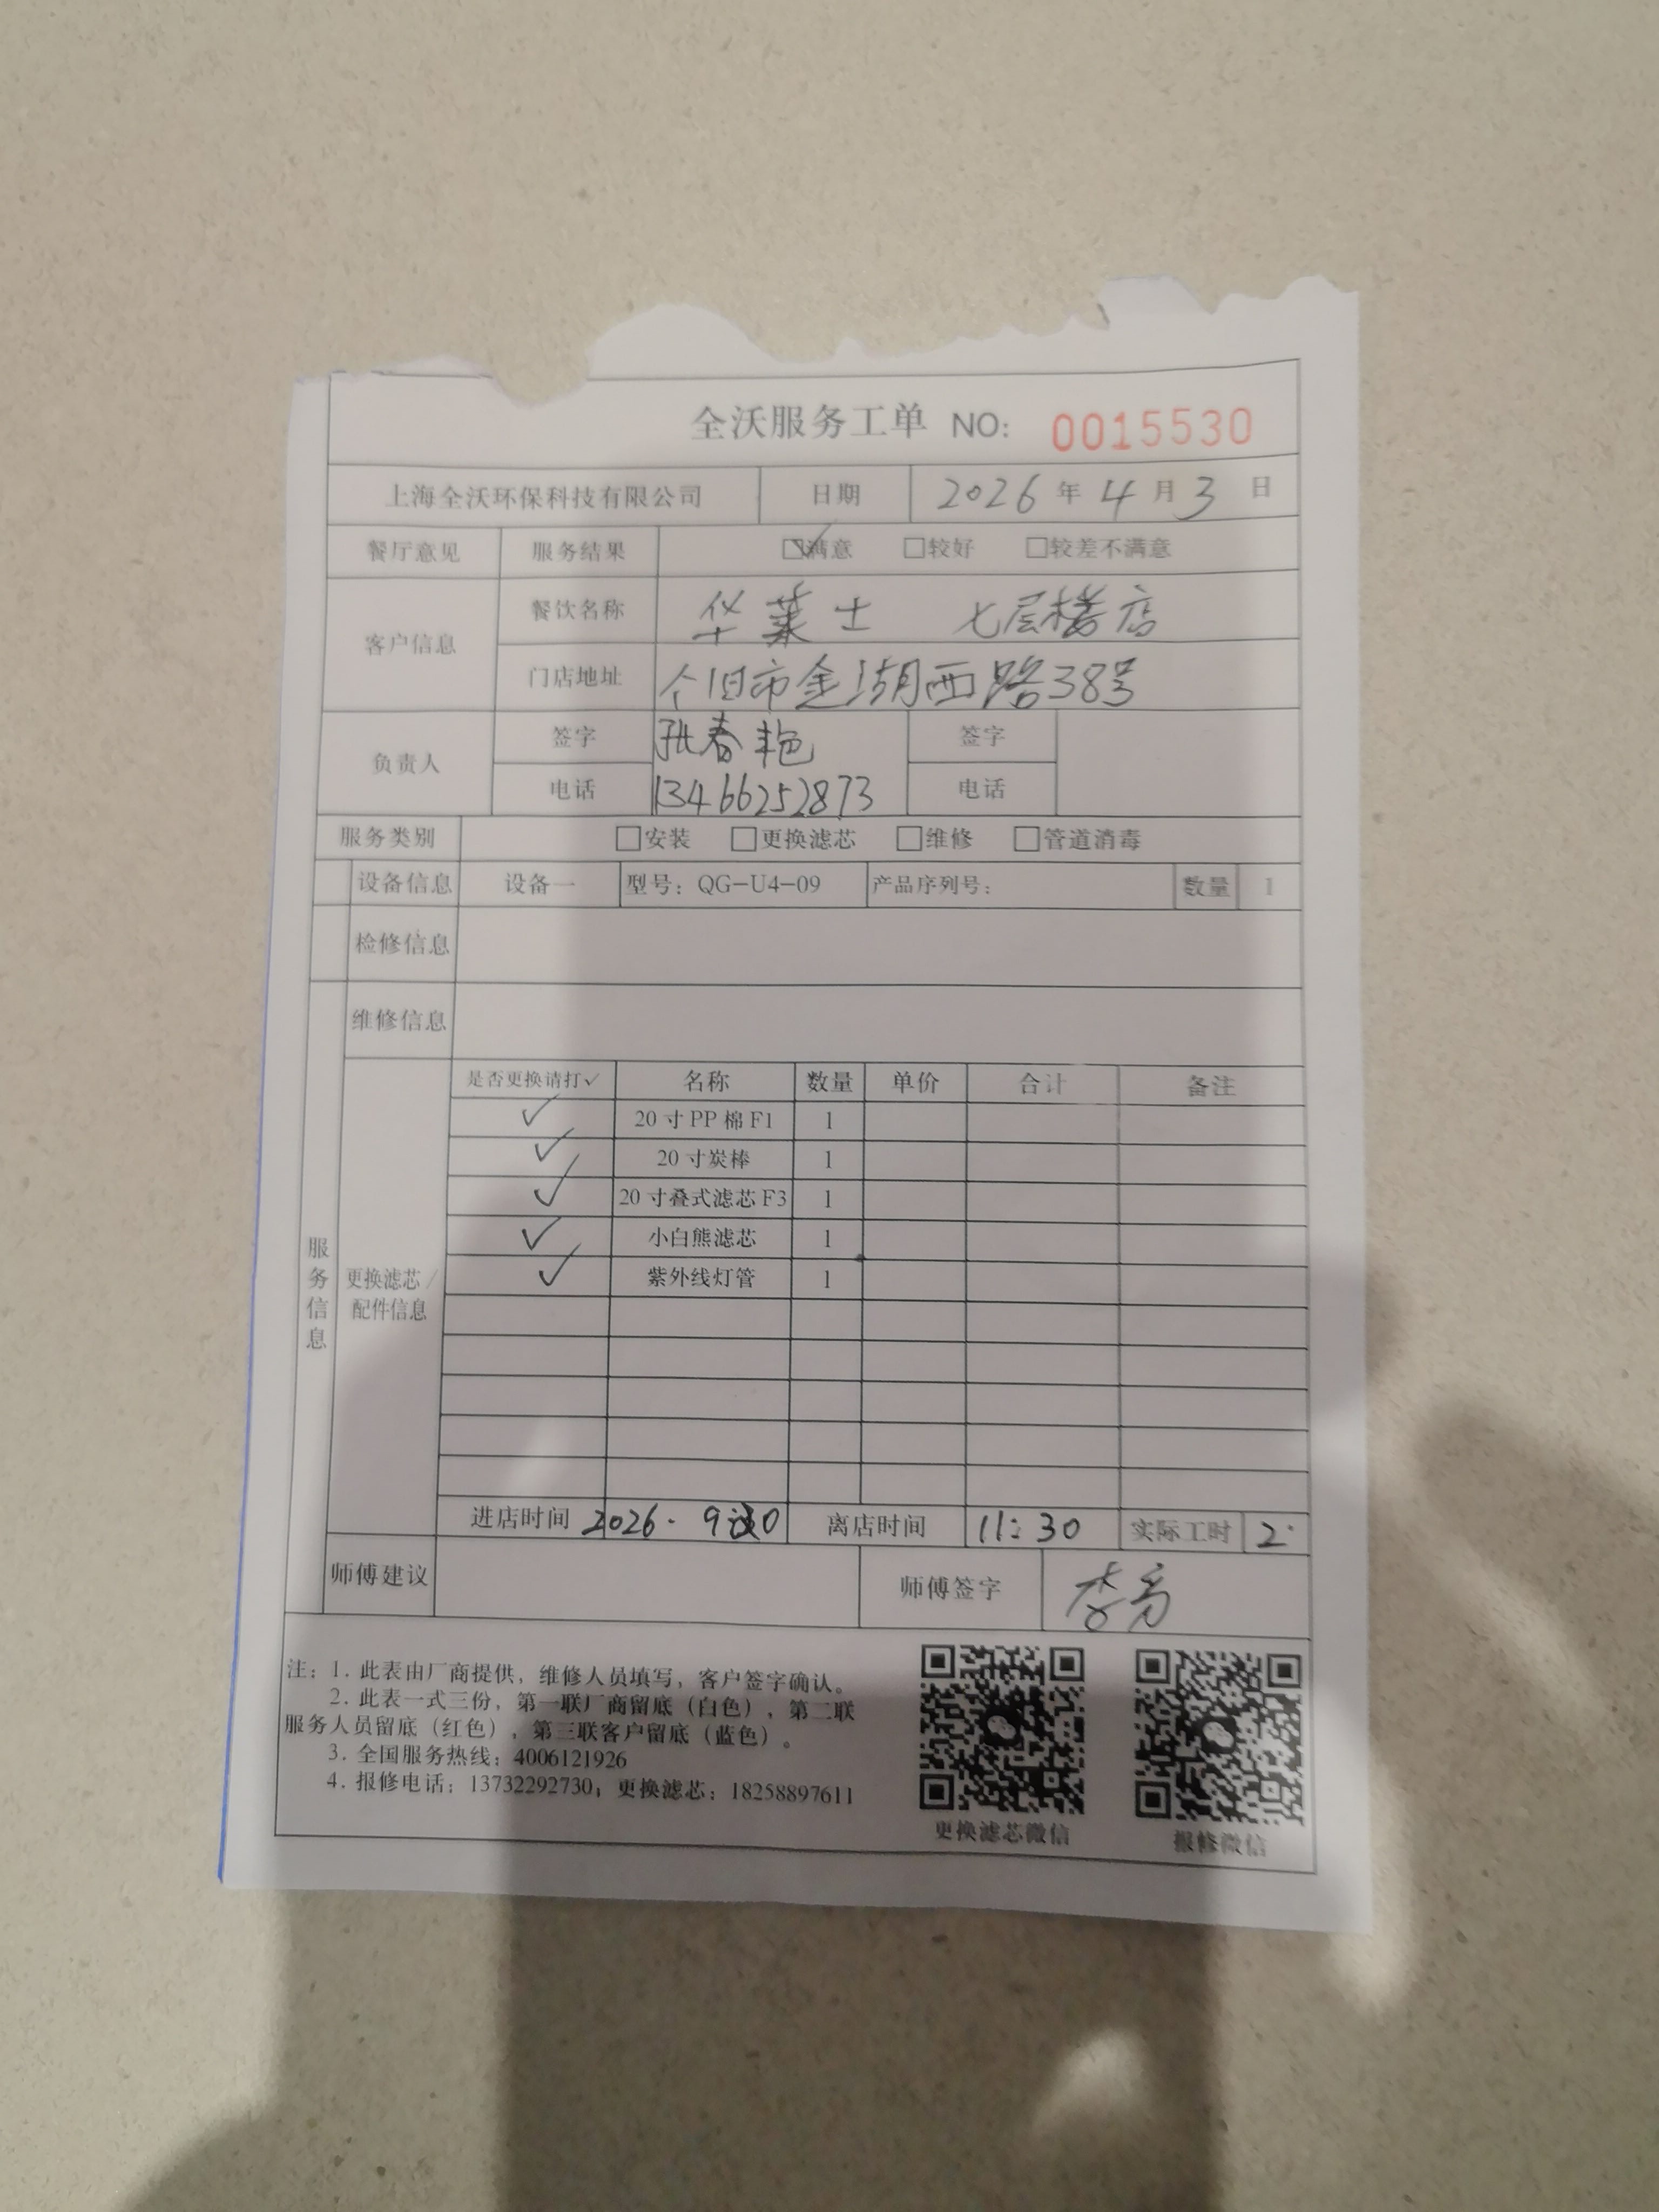 全沃服务工单 NO: 0015530
上海全沃环保科技有限公司 日期 2026 年 4 月 3 日
餐厅意见 服务结果 ☑满意 □较好 □较差不满意
客户信息 餐饮名称 华莱士 七层楼店
门店地址 个旧市金湖西路38号
负责人 签字 张春艳 签字
电话 13466252873 电话
服务类别 □安装 □更换滤芯 □维修 □管道消毒
设备信息 设备一 型号：QG-U4-09 产品序列号： 数量 1
检修信息
维修信息
服务信息
更换滤芯/配件信息
是否更换请打✓ 名称 数量 单价 合计 备注
✓ 20寸PP棉F1 1
✓ 20寸炭棒 1
✓ 20寸叠式滤芯F3 1
✓ 小白熊滤芯 1
✓ 紫外线灯管 1
进店时间 2026. 离店时间 11:30 实际工时 2
师傅建议 师傅签字 李
注：1. 此表由厂商提供，维修人员填写，客户签字确认。
2. 此表一式三份，第一联厂商留底（白色），第二联
服务人员留底（红色），第三联客户留底（蓝色）。
3. 全国服务热线：4006121926
4. 报修电话：13732292730；更换滤芯：18258897611
更换滤芯微信 报修微信